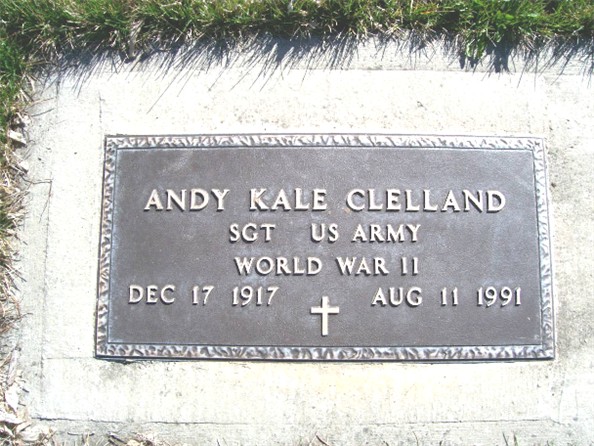 ANDY KALE CLELLAND
SGT US ARMY
WORLD WAR II
DEC 17 1917 AUG 11 1991